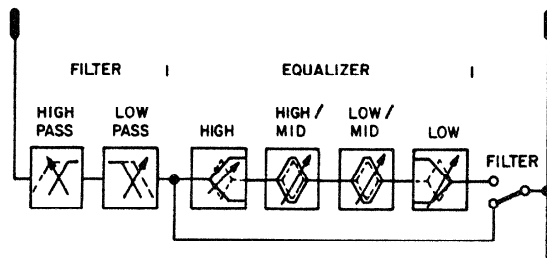 FILTER EQUALIZER
HIGH PASS
LOW PASS
HIGH
HIGH / MID
LOW / MID
LOW
FILTER